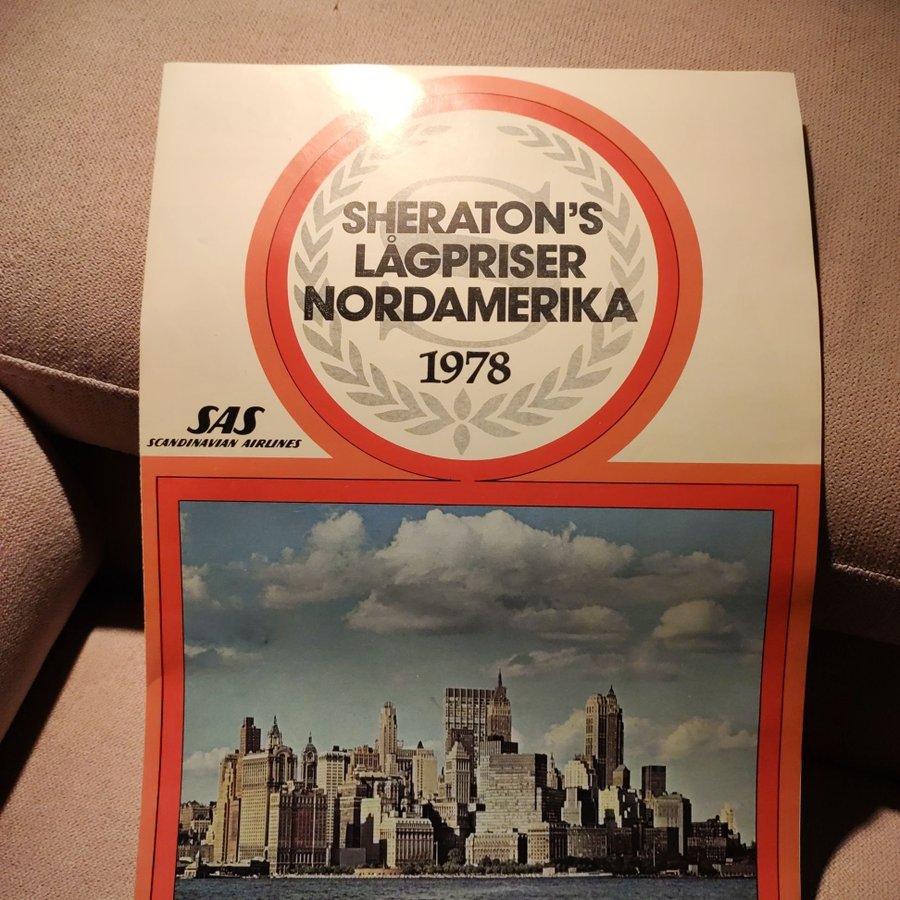 SHERATON'S
LÅGPRISER
NORDAMERIKA
1978
SAS
SCANDINAVIAN AIRLINES